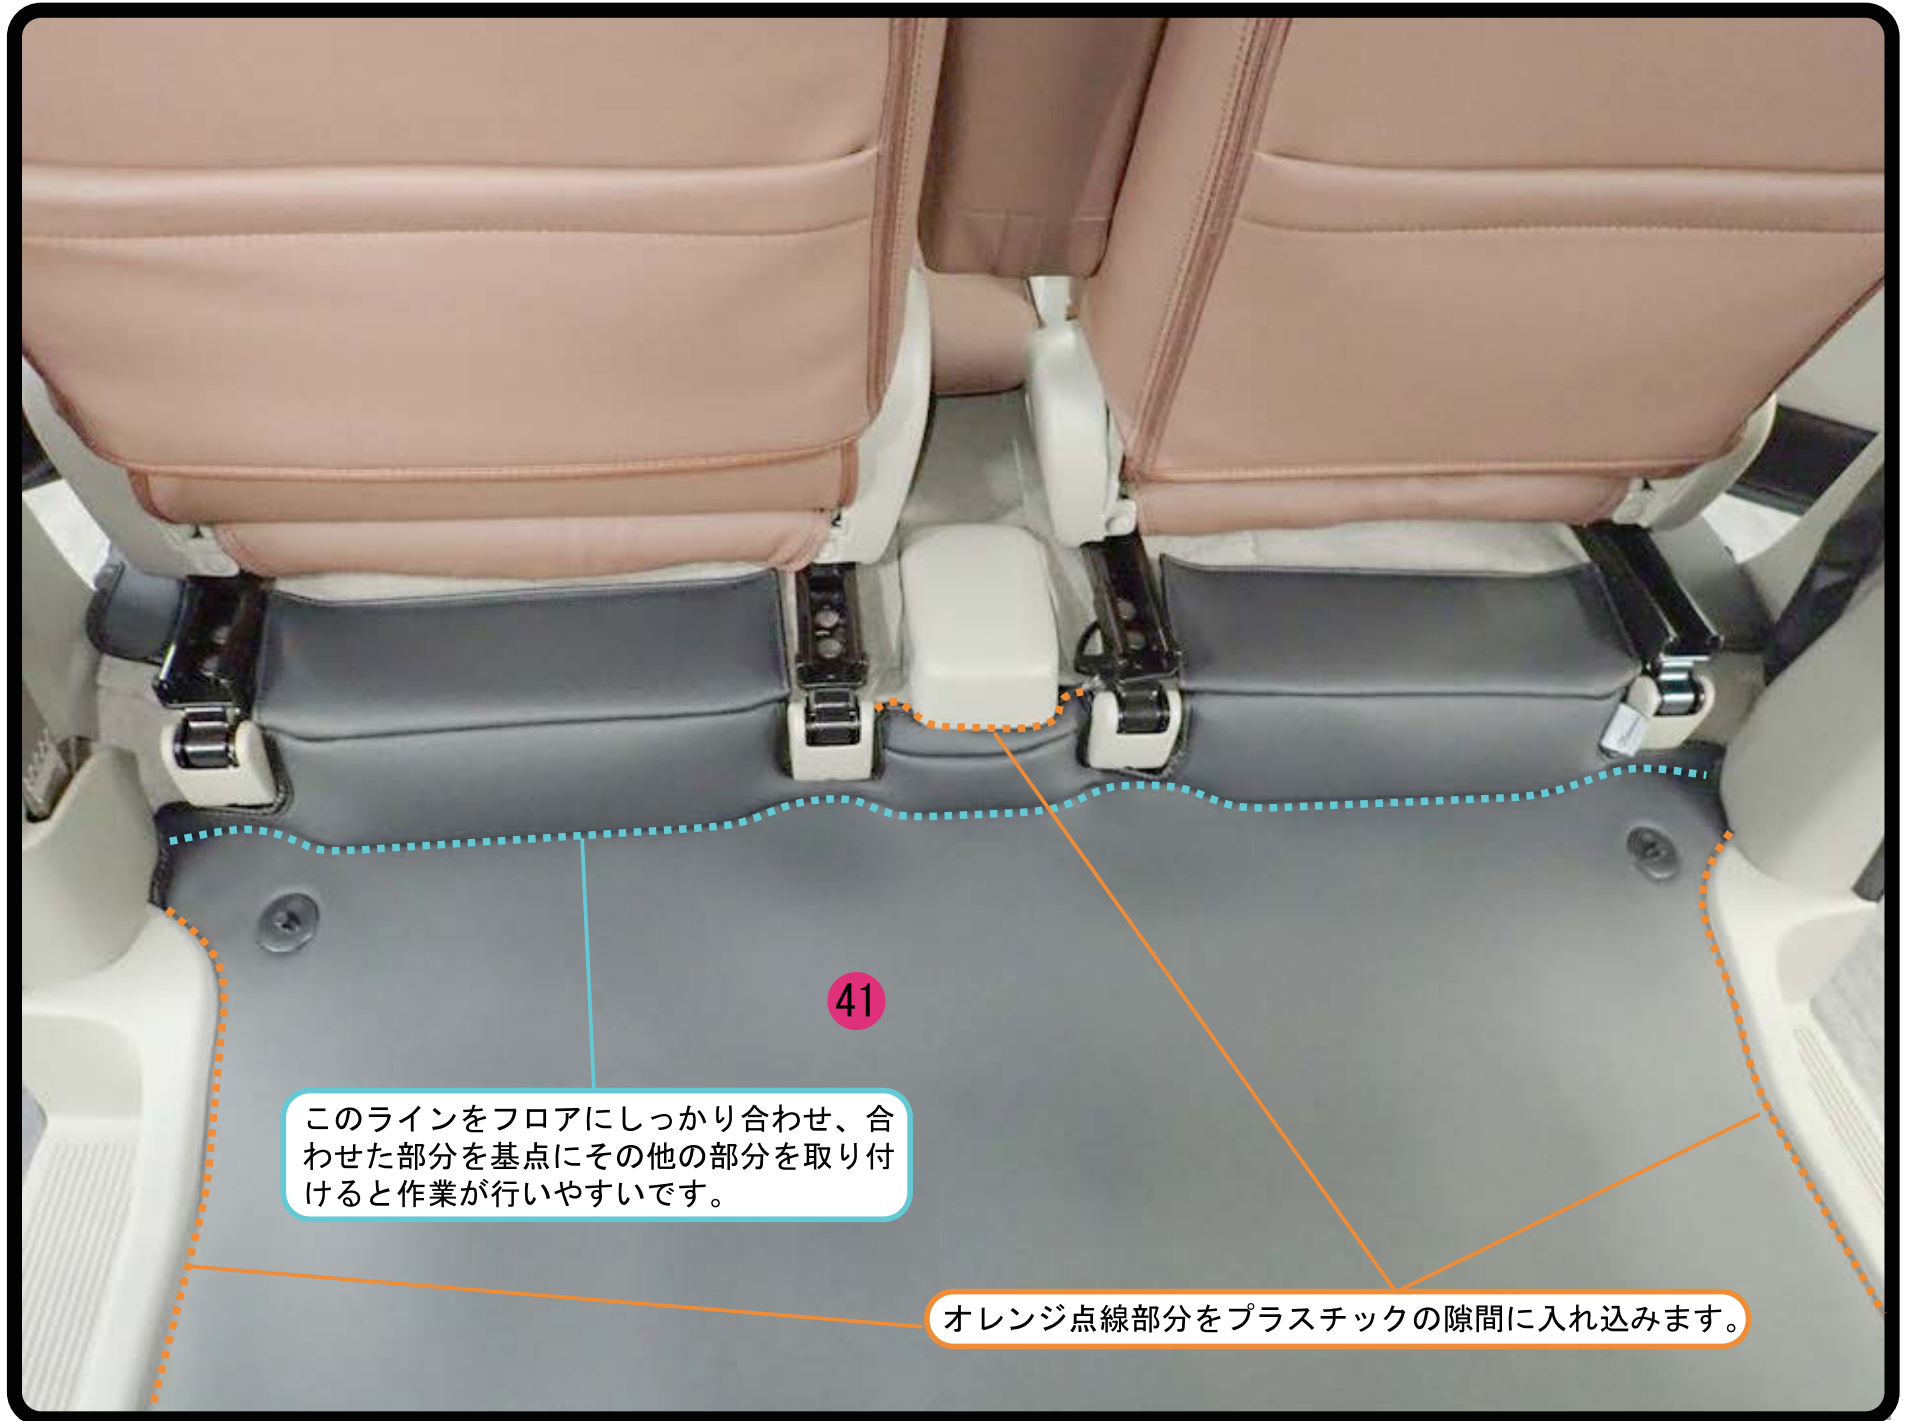 41
このラインをフロアにしっかり合わせ、合
わせた部分を基点にその他の部分を取り付
けると作業が行いやすいです。
オレンジ点線部分をプラスチックの隙間に入れ込みます。